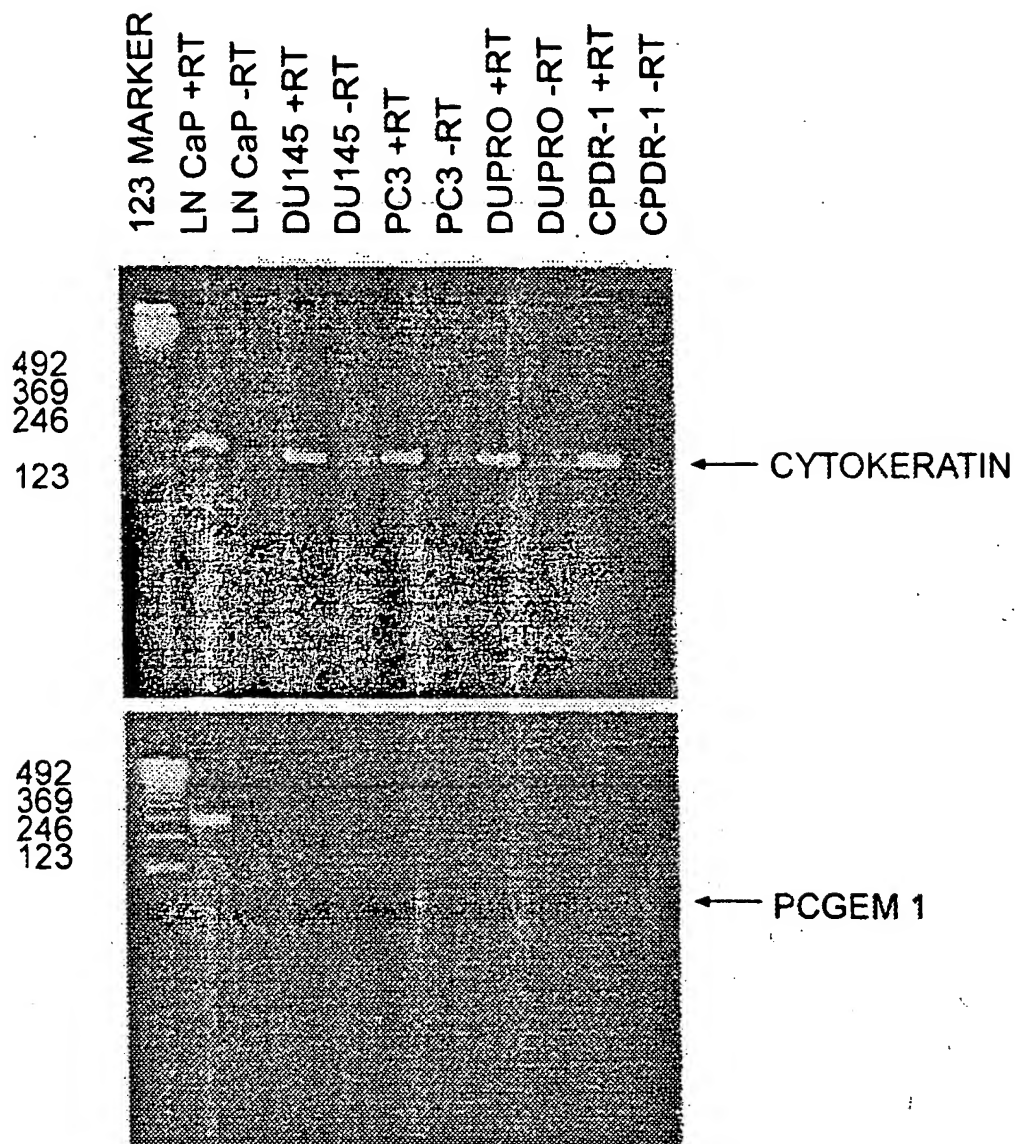 123 MARKER
LN CaP +RT
LN CaP -RT
DU145 +RT
DU145 -RT
PC3 +RT
PC3 -RT
DUPRO +RT
DUPRO -RT
CPDR-1 +RT
CPDR-1 -RT
492
369
246
123
CYTOKERATIN
492
369
246
123
PCGEM 1